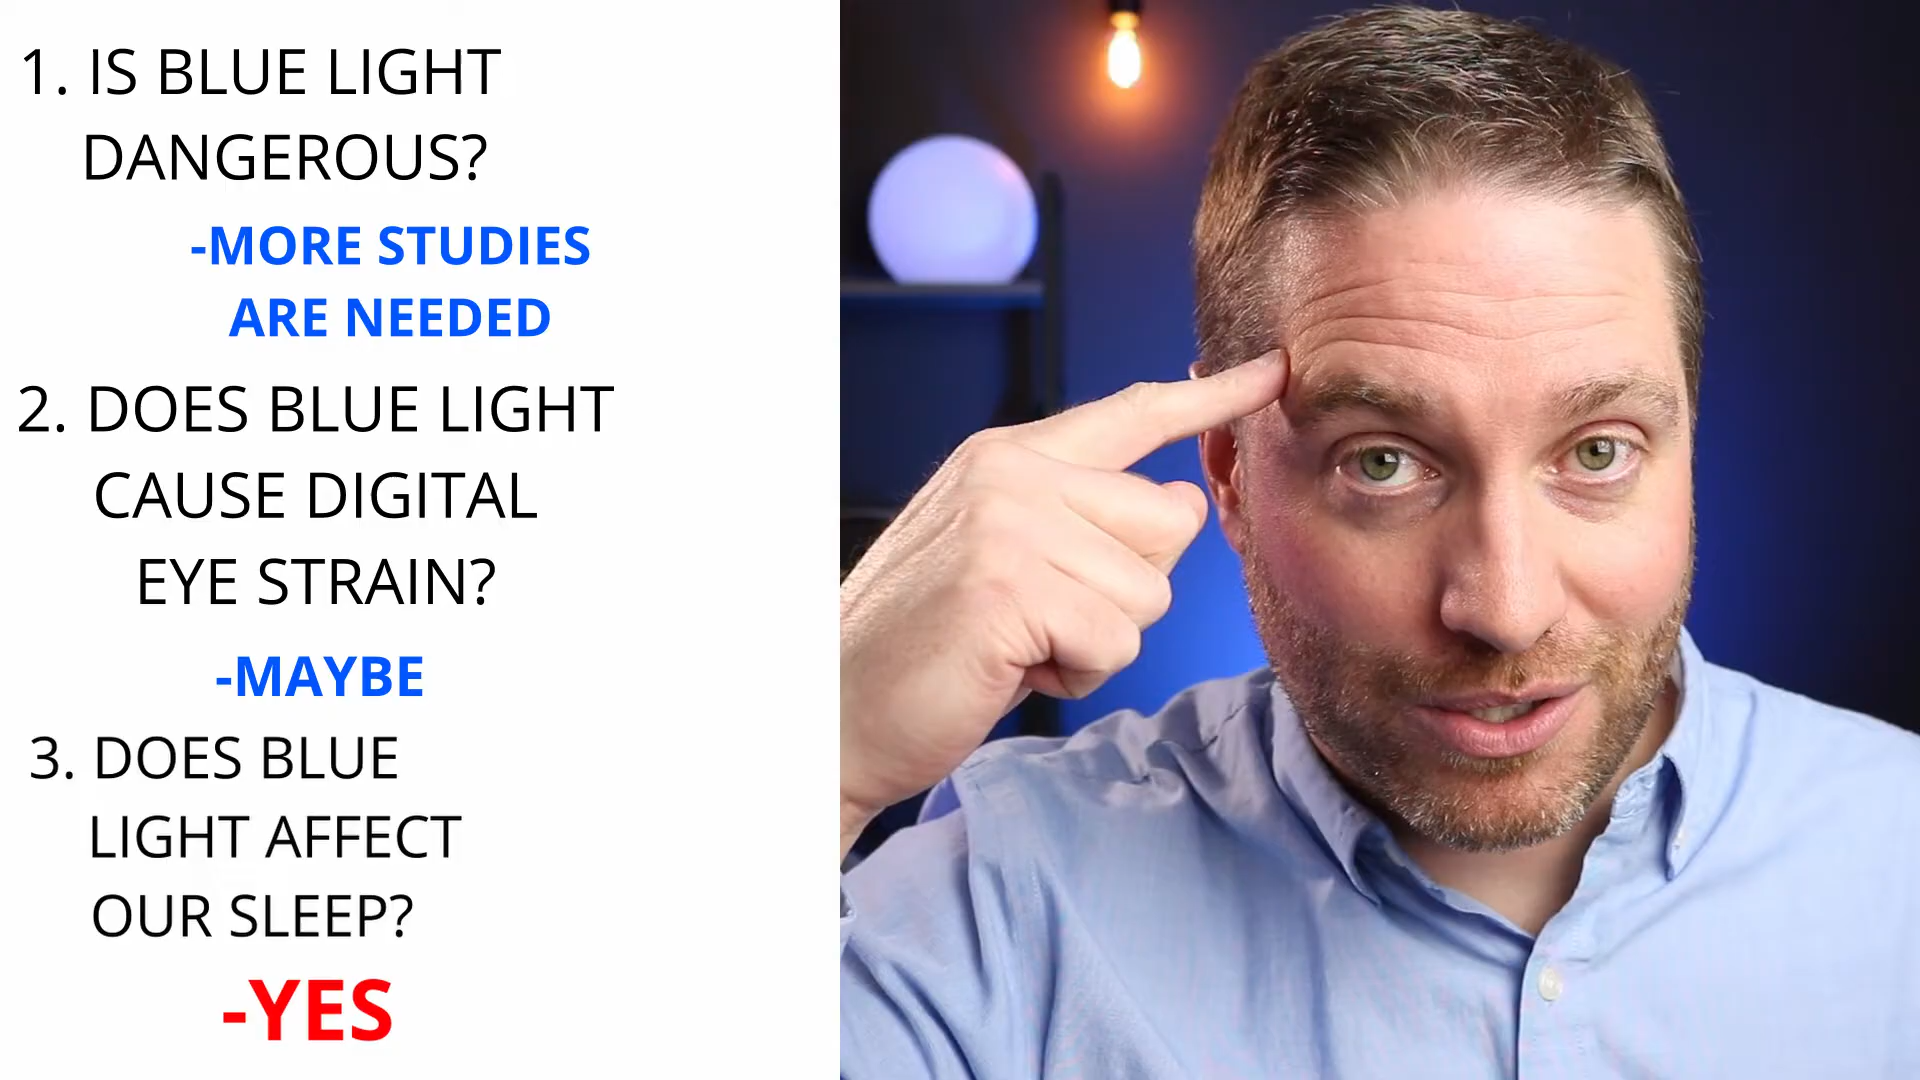 1. IS BLUE LIGHT
DANGEROUS?
-MORE STUDIES
ARE NEEDED
2. DOES BLUE LIGHT
CAUSE DIGITAL
EYE STRAIN?
-MAYBE
3. DOES BLUE
LIGHT AFFECT
OUR SLEEP?
-YES